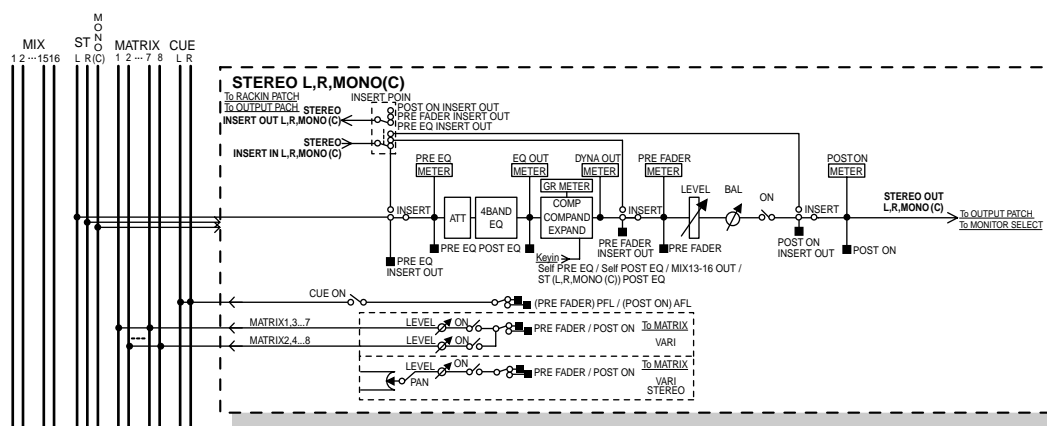 MIX
1 2 ··· 15 16
ST
L R
MONO(C)
MATRIX
1 2 ··· 7 8
CUE
L R
STEREO L,R,MONO(C)
To RACKIN PATCH
To OUTPUT PACH
STEREO
INSERT OUT L,R,MONO (C)
STEREO
INSERT IN L,R,MONO (C)
INSERT POIN
POST ON INSERT OUT
PRE FADER INSERT OUT
PRE EQ INSERT OUT
PRE EQ
METER
EQ OUT
METER
DYNA OUT
METER
PRE FADER
METER
POST ON
METER
GR METER
INSERT
ATT
4BAND
EQ
COMP
COMPAND
EXPAND
INSERT
LEVEL
BAL
ON
INSERT
STEREO OUT
L,R,MONO (C)
To OUTPUT PATCH
To MONITOR SELECT
PRE EQ
INSERT OUT
PRE EQ
POST EQ
PRE FADER
INSERT OUT
PRE FADER
POST ON
INSERT OUT
POST ON
Keyin
Self PRE EQ / Self POST EQ / MIX13-16 OUT /
ST (L,R,MONO (C)) POST EQ
CUE ON
(PRE FADER) PFL / (POST ON) AFL
MATRIX1,3...7
LEVEL
ON
PRE FADER / POST ON
To MATRIX
VARI
MATRIX2,4...8
LEVEL
ON
LEVEL
ON
PAN
PRE FADER / POST ON
To MATRIX
VARI
STEREO